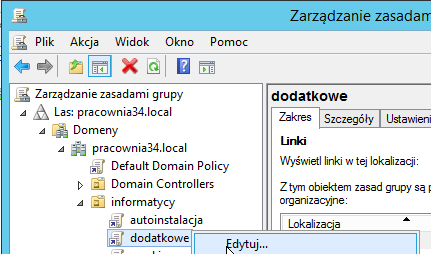 Zarządzanie zasadami
Plik Akcja Widok Okno Pomoc
Zarządzanie zasadami grupy
Las: pracownia34.local
Domeny
pracownia34.local
Default Domain Policy
Domain Controllers
informatycy
autoinstalacja
dodatkowe
Edytuj...
dodatkowe
Zakres Szczegóły Ustawieni
Linki
Wyświetl linki w tej lokalizacji:
Z tym obiektem zasad grupy są p
organizacyjne:
Lokalizacja